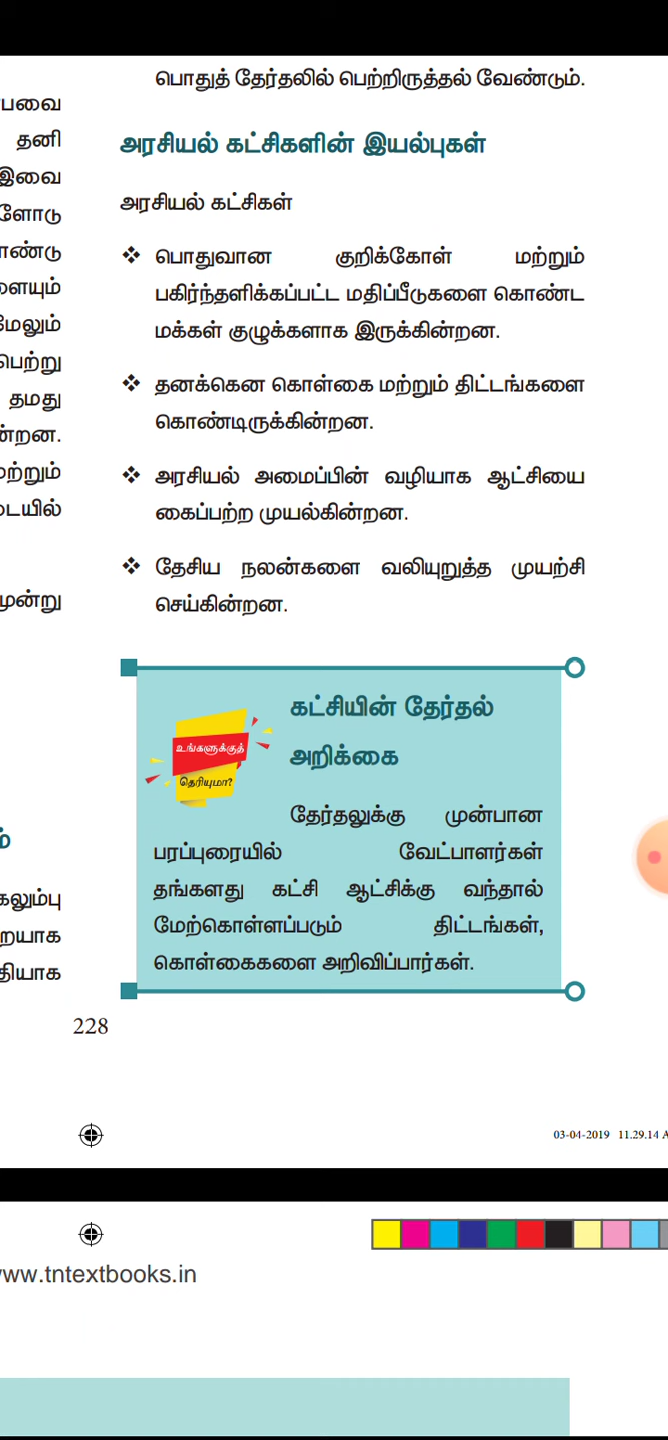 பொதுத் தேர்தலில் பெற்றிருத்தல் வேண்டும்.
தனி
இவை
அரசியல் கட்சிகளின் இயல்புகள்
அரசியல் கட்சிகள்
❖ பொதுவான குறிக்கோள் மற்றும்
பகிர்ந்தளிக்கப்பட்ட மதிப்பீடுகளை கொண்ட
மக்கள் குழுக்களாக இருக்கின்றன.
❖ தனக்கென கொள்கை மற்றும் திட்டங்களை
கொண்டிருக்கின்றன.
❖ அரசியல் அமைப்பின் வழியாக ஆட்சியை
கைப்பற்ற முயல்கின்றன.
❖ தேசிய நலன்களை வலியுறுத்த முயற்சி
செய்கின்றன.
தமது
கட்சியின் தேர்தல்
அறிக்கை
உங்களுக்குத்
தெரியுமா?
தேர்தலுக்கு முன்பான
பரப்புரையில் வேட்பாளர்கள்
தங்களது கட்சி ஆட்சிக்கு வந்தால்
மேற்கொள்ளப்படும் திட்டங்கள்,
கொள்கைகளை அறிவிப்பார்கள்.
228
03-04-2019 11.29.14 A
www.tntextbooks.in